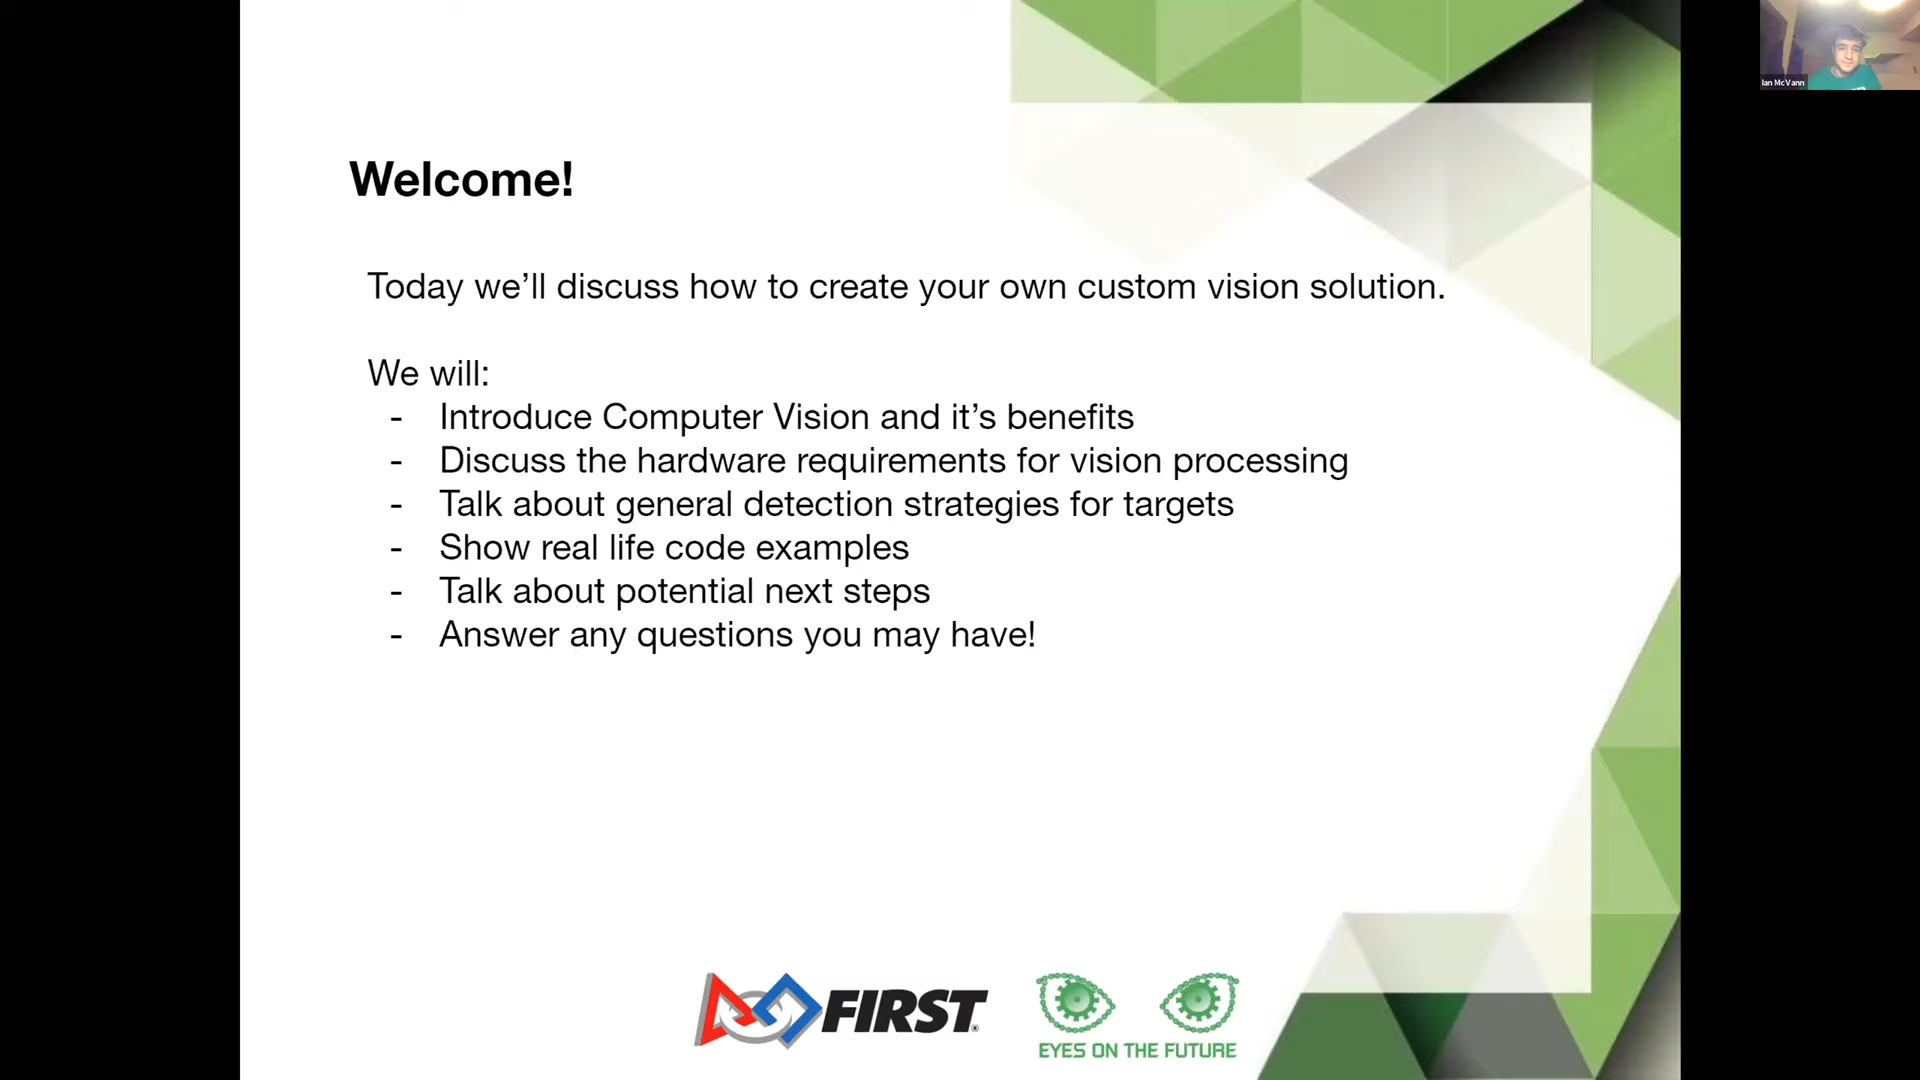 Ian McVann
Welcome!
Today we’ll discuss how to create your own custom vision solution.
We will:
- Introduce Computer Vision and it’s benefits
- Discuss the hardware requirements for vision processing
- Talk about general detection strategies for targets
- Show real life code examples
- Talk about potential next steps
- Answer any questions you may have!
FIRST®
EYES ON THE FUTURE